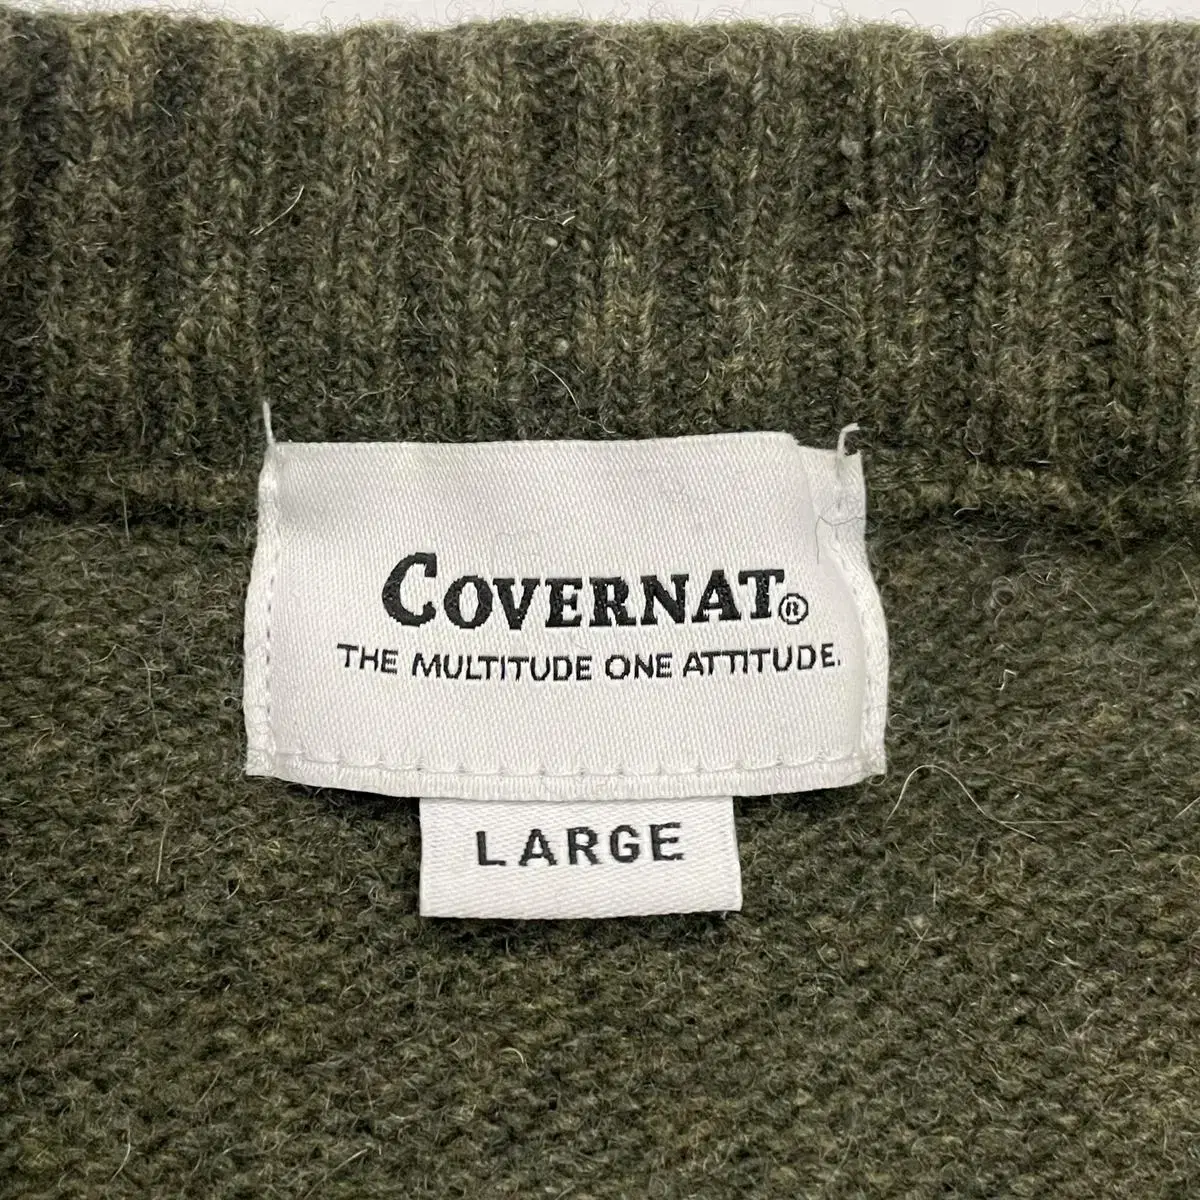 COVERNAT®
THE MULTITUDE ONE ATTITUDE.
LARGE